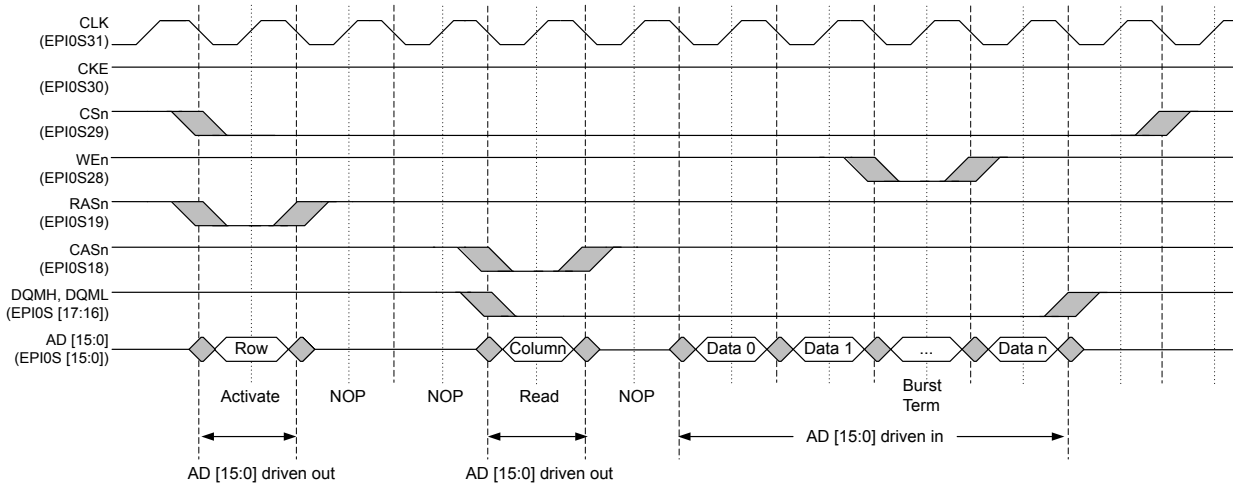 CLK
(EPI0S31)
CKE
(EPI0S30)
CSn
(EPI0S29)
WEn
(EPI0S28)
RASn
(EPI0S19)
CASn
(EPI0S18)
DQMH, DQML
(EPI0S [17:16])
AD [15:0]
(EPI0S [15:0])
Row
Column
Data 0
Data 1
...
Data n
Activate
NOP
NOP
Read
NOP
Burst
Term
AD [15:0] driven in
AD [15:0] driven out
AD [15:0] driven out